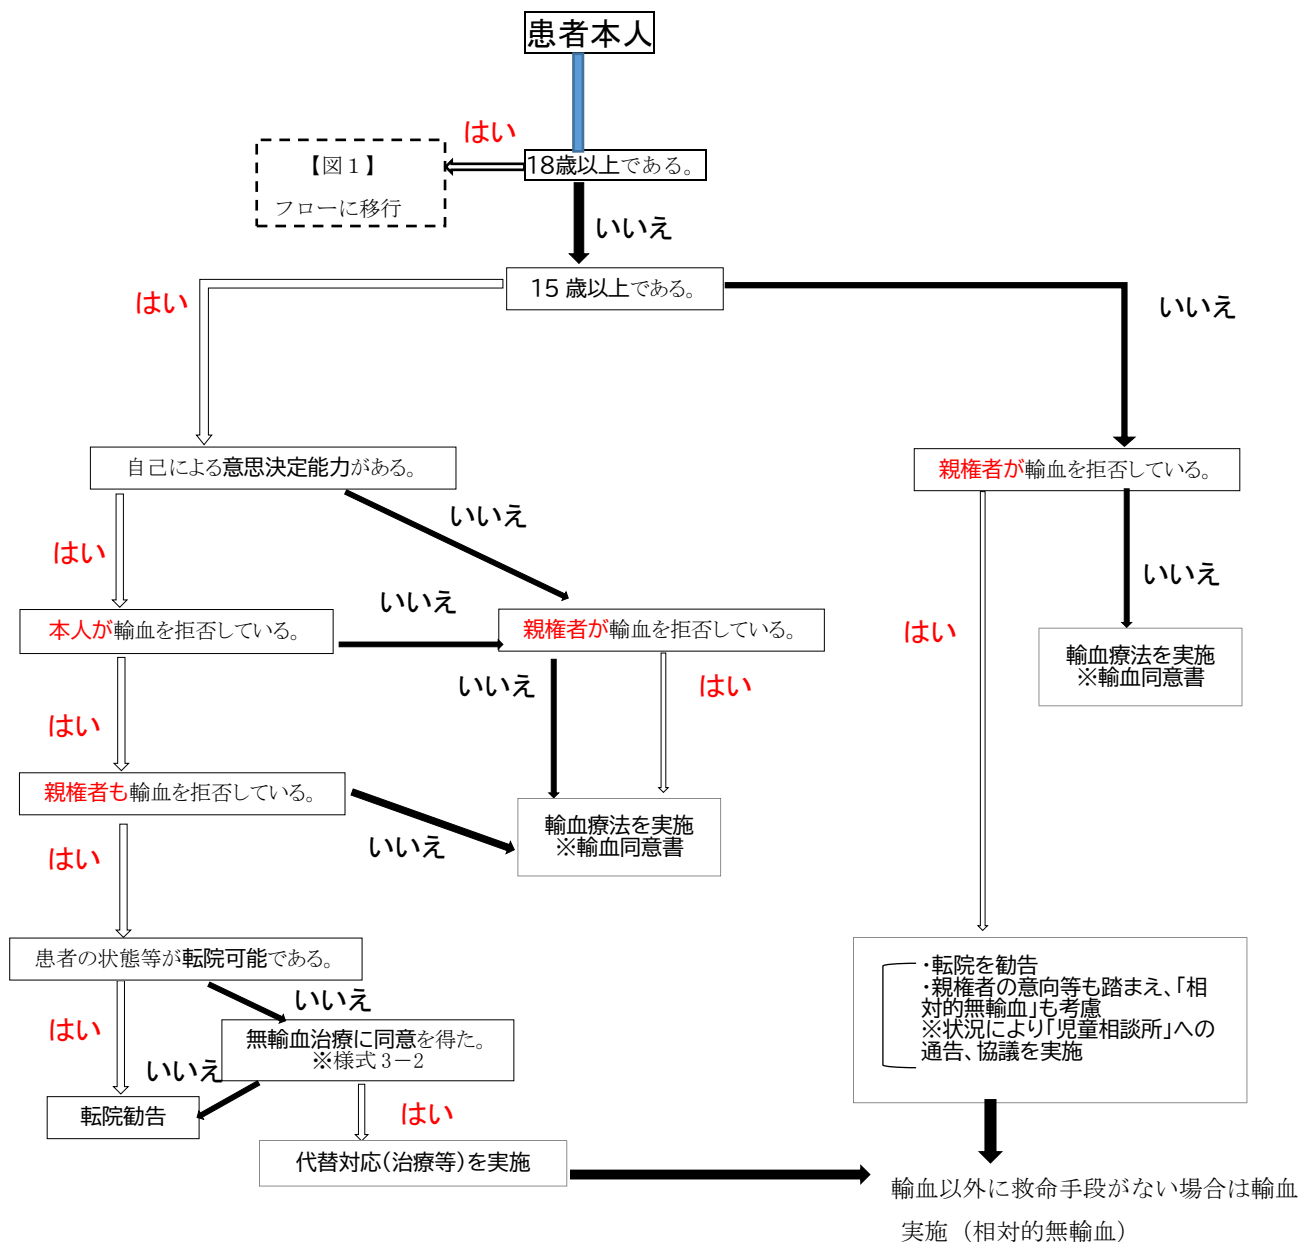 患者本人
はい
18歳以上である。
【図１】
フローに移行
いいえ
15 歳以上である。
はい
いいえ
自己による意思決定能力がある。
親権者が輸血を拒否している。
いいえ
はい
いいえ
いいえ
本人が輸血を拒否している。
親権者が輸血を拒否している。
はい
輸血療法を実施
※輸血同意書
いいえ
はい
はい
親権者も輸血を拒否している。
輸血療法を実施
※輸血同意書
いいえ
はい
患者の状態等が転院可能である。
・転院を勧告
・親権者の意向等も踏まえ、「相
対的無輸血」も考慮
※状況により「児童相談所」への
通告、協議を実施
いいえ
はい
無輸血治療に同意を得た。
※様式３－２
いいえ
転院勧告
はい
代替対応（治療等）を実施
輸血以外に救命手段がない場合は輸血
実施（相対的無輸血）